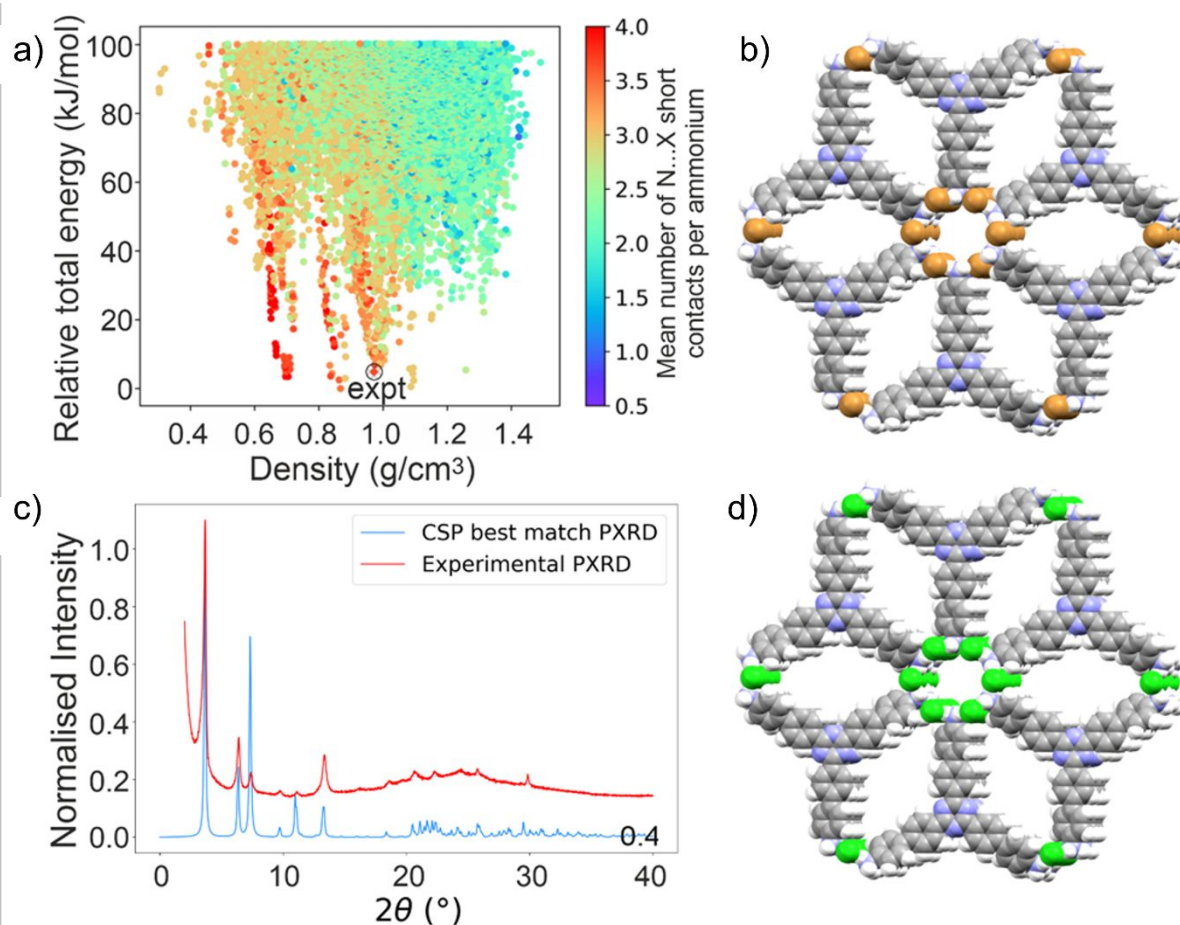 a)
Relative total energy (kJ/mol)
100
80
60
40
20
0
expt
0.4 0.6 0.8 1.0 1.2 1.4
Density (g/cm³)
4.0
3.5
3.0
2.5
2.0
1.5
1.0
0.5
Mean number of N...X short
contacts per ammonium
b)
c)
Normalised Intensity
1.0
0.8
0.6
0.4
0.2
0.0
CSP best match PXRD
Experimental PXRD
0.4
0 10 20 30 40
2θ (°)
d)